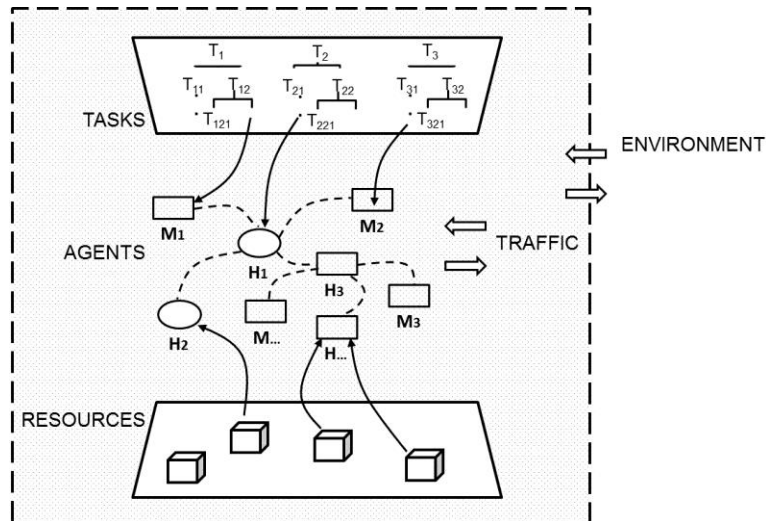 T1 T2 T3
T11 T12 T21 T22 T31 T32
TASKS T121 T221 T321
ENVIRONMENT
M1 M2
AGENTS H1 TRAFFIC
H3
M3
H2 M... H...
RESOURCES